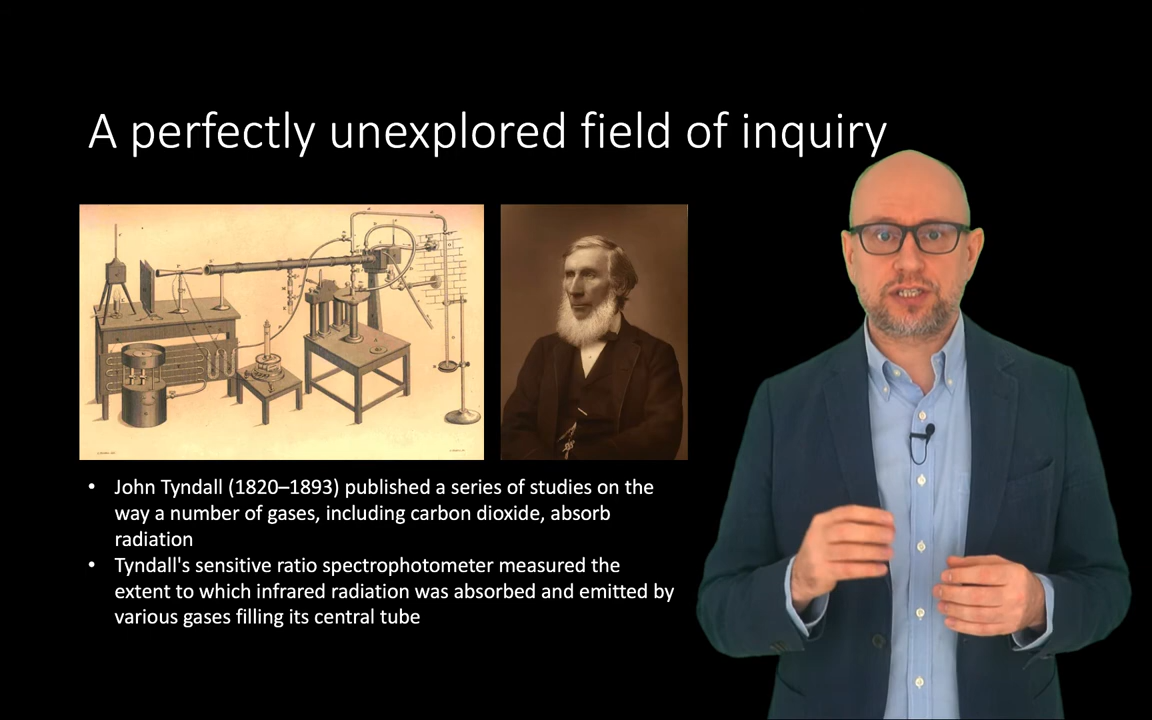 A perfectly unexplored field of inquiry
• John Tyndall (1820–1893) published a series of studies on the
way a number of gases, including carbon dioxide, absorb
radiation
• Tyndall's sensitive ratio spectrophotometer measured the
extent to which infrared radiation was absorbed and emitted by
various gases filling its central tube